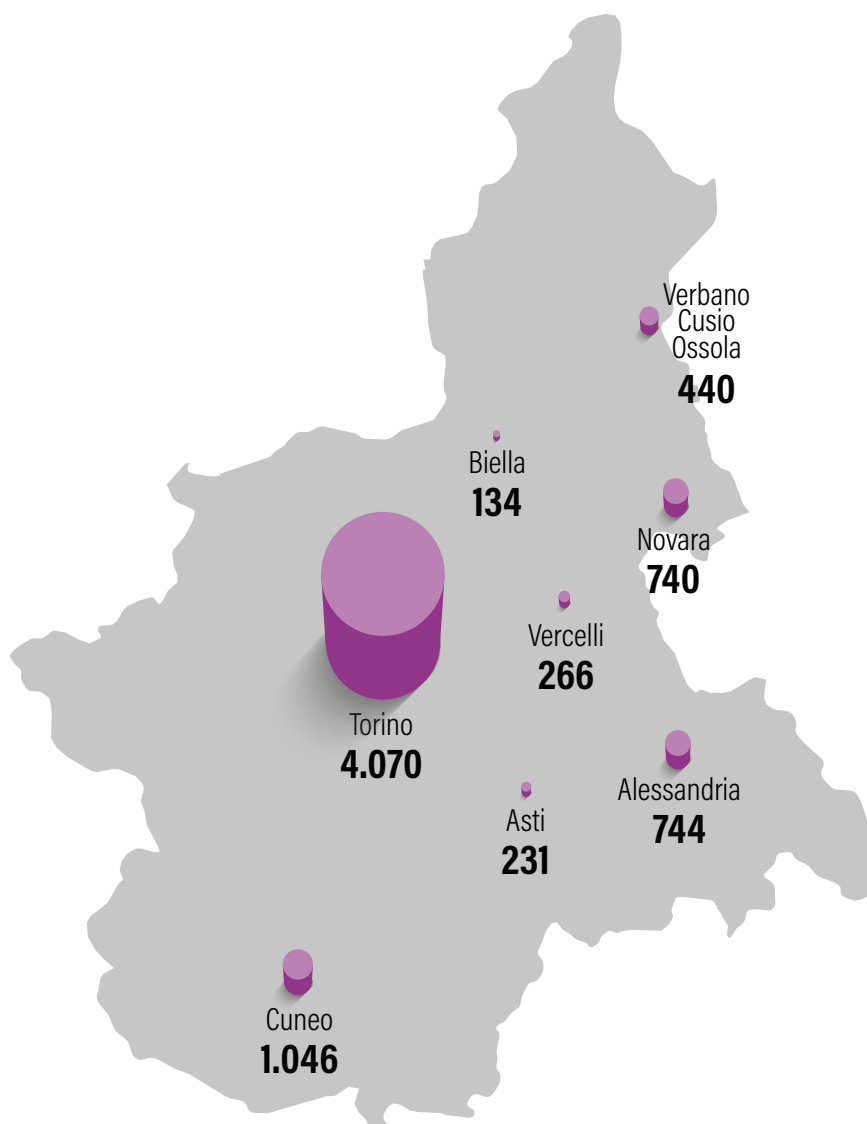 Verbano
Cusio
Ossola
440
Biella
134
Novara
740
Vercelli
266
Torino
4.070
Alessandria
744
Asti
231
Cuneo
1.046